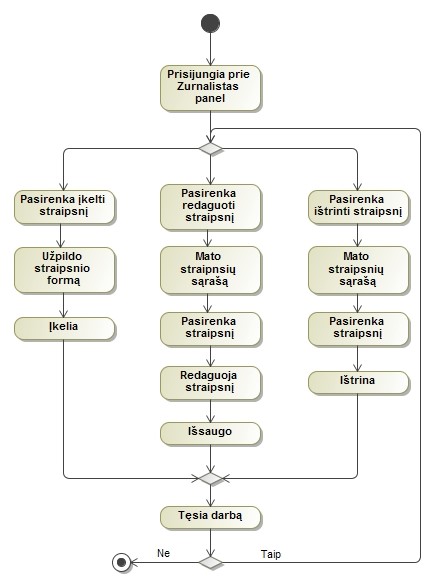 Prisijungia prie
Zurnalistas
panel
Pasirenka įkelti
straipsnį
Užpildo
straipsnio
formą
Įkelia
Pasirenka
redaguoti
straipsnį
Mato
straipnsių
sąrašą
Pasirenka
straipsnį
Redaguoja
straipsnį
Išsaugo
Pasirenka
ištrinti straipsnį
Mato
straipsnių
sąrašą
Pasirenka
straipsnį
Ištrina
Tęsia darbą
Ne
Taip